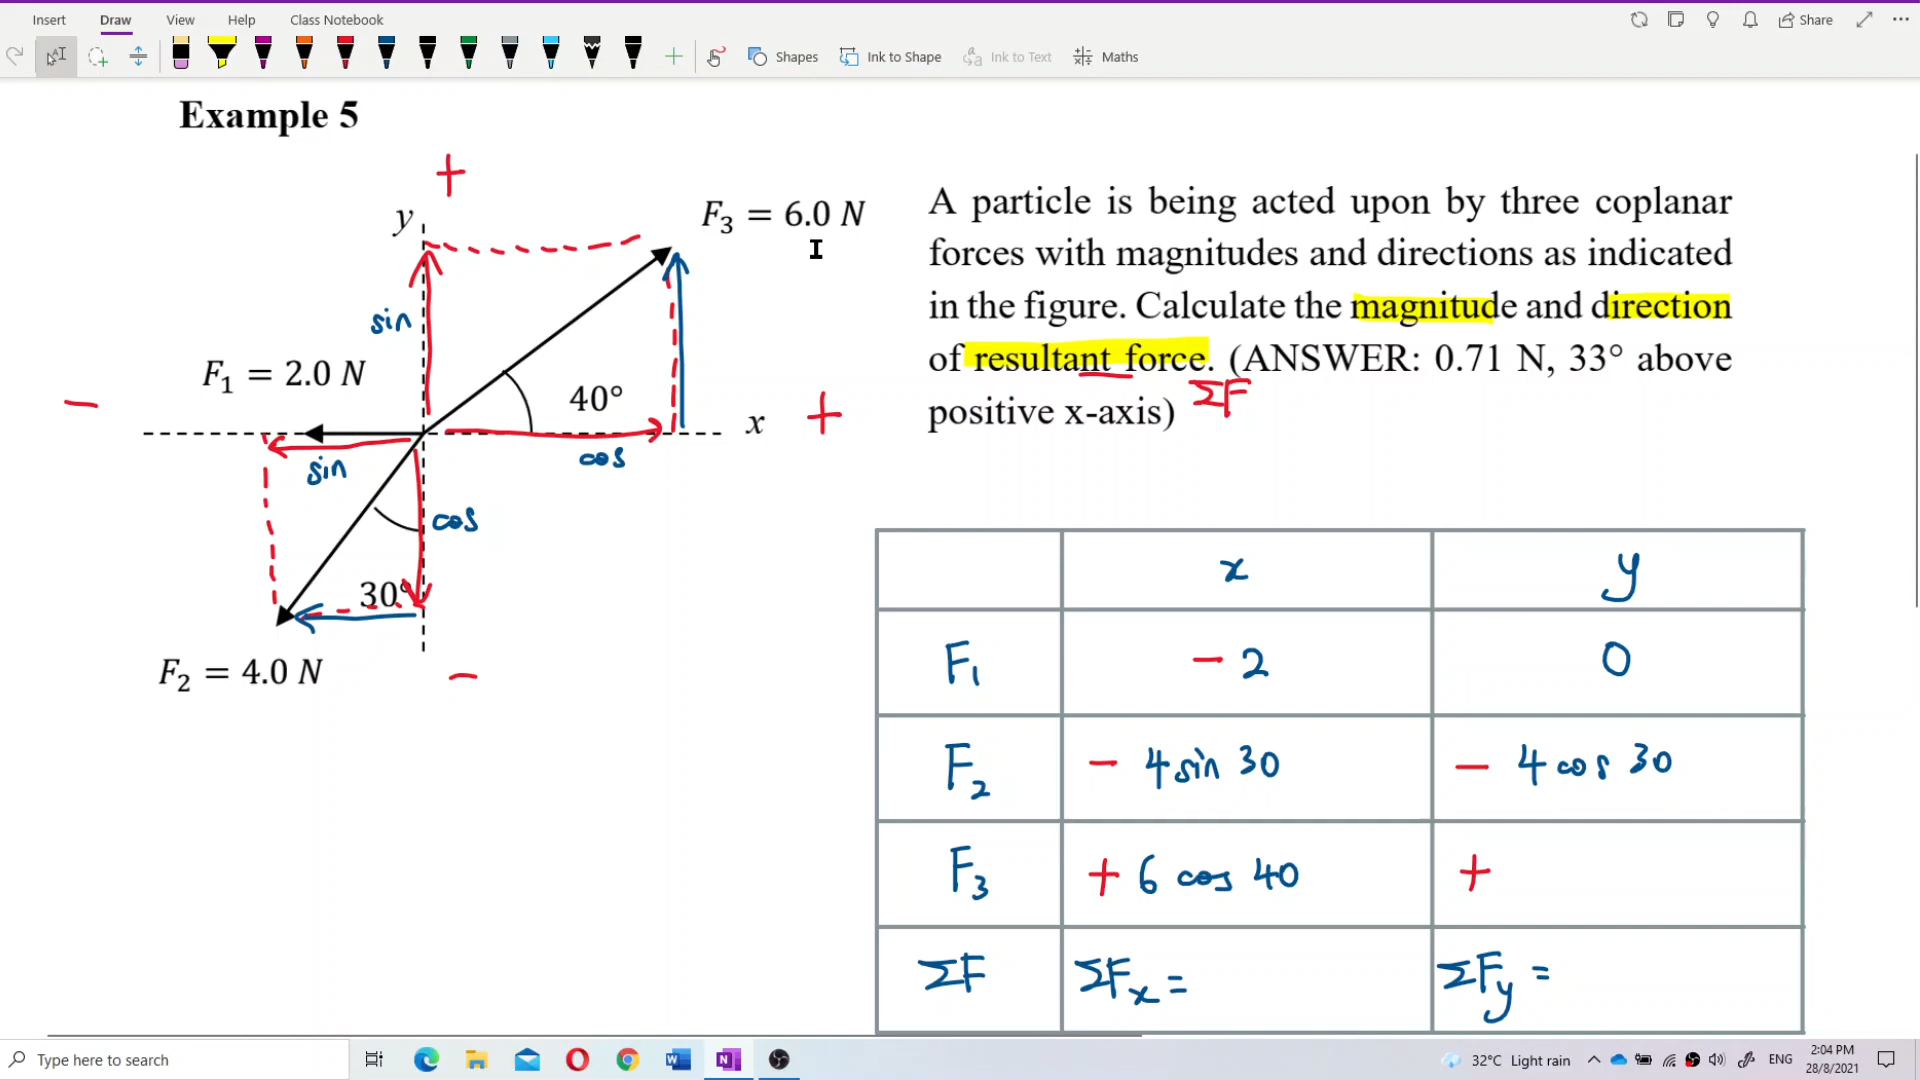 Insert Draw View Help Class Notebook Share
Shapes Ink to Shape Ink to Text Maths
Example 5
+
y
F₃ = 6.0 N
sin
F₁ = 2.0 N
40°
−
x +
sin
cos
cos
30°
F₂ = 4.0 N
−
A particle is being acted upon by three coplanar
forces with magnitudes and directions as indicated
in the figure. Calculate the magnitude and direction
of resultant force. (ANSWER: 0.71 N, 33° above
positive x-axis) ΣF
x y
F₁ − 2 0
F₂ − 4 sin 30 − 4 cos 30
F₃ + 6 cos 40 +
ΣF ΣFₓ = ΣFy =
Type here to search
32°C Light rain ENG 2:04 PM
28/8/2021